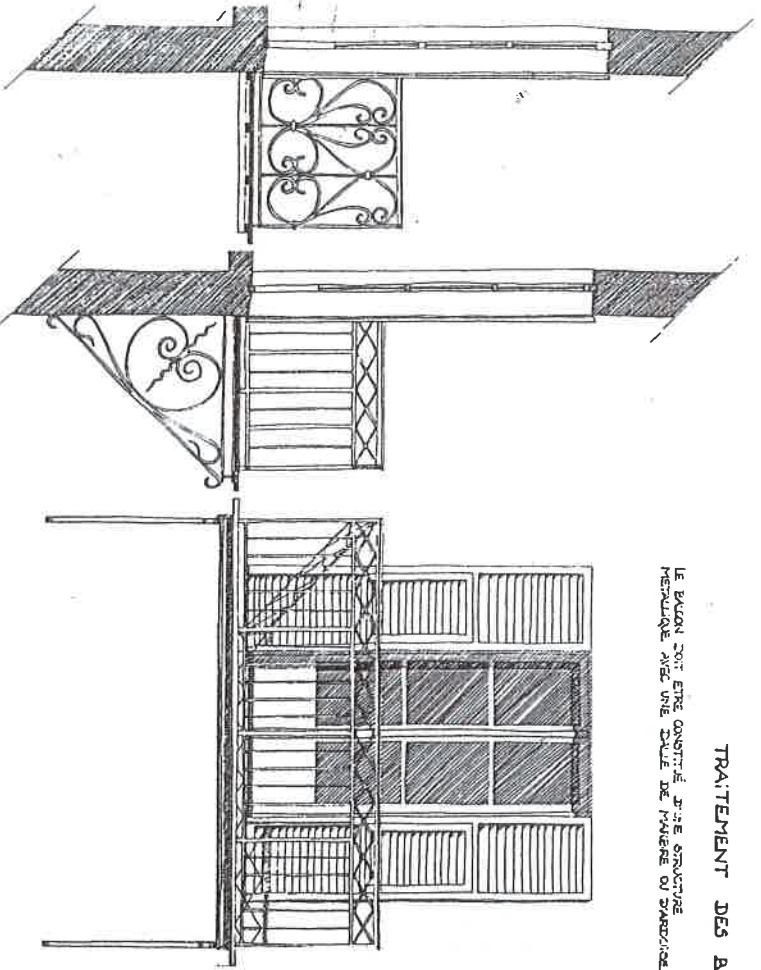 TRAITEMENT DES B
LE BALCON DOIT ETRE CONSTITUÉ D'UNE STRUCTURE
METALLIQUE AVEC UNE DALLE DE MARBRE OU D'ARDOISE